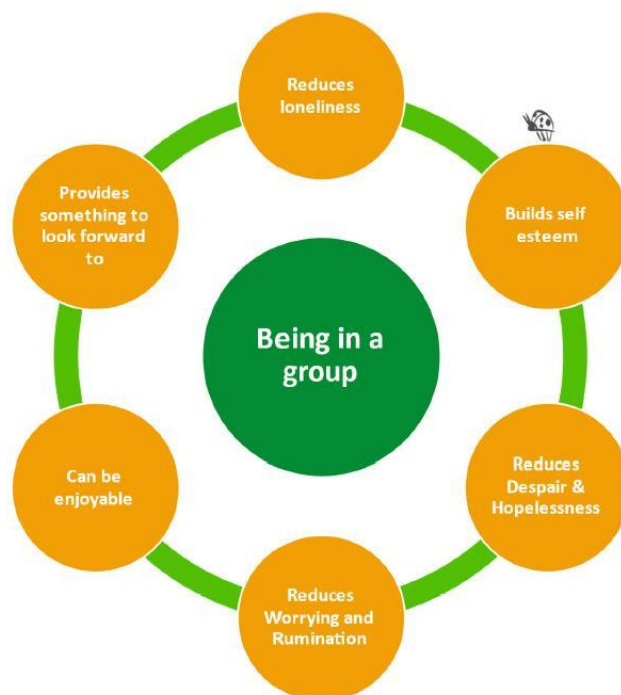 Reduces
loneliness
Builds self
esteem
Reduces
Despair &
Hopelessness
Reduces
Worrying and
Rumination
Can be
enjoyable
Provides
something to
look forward
to
Being in a
group